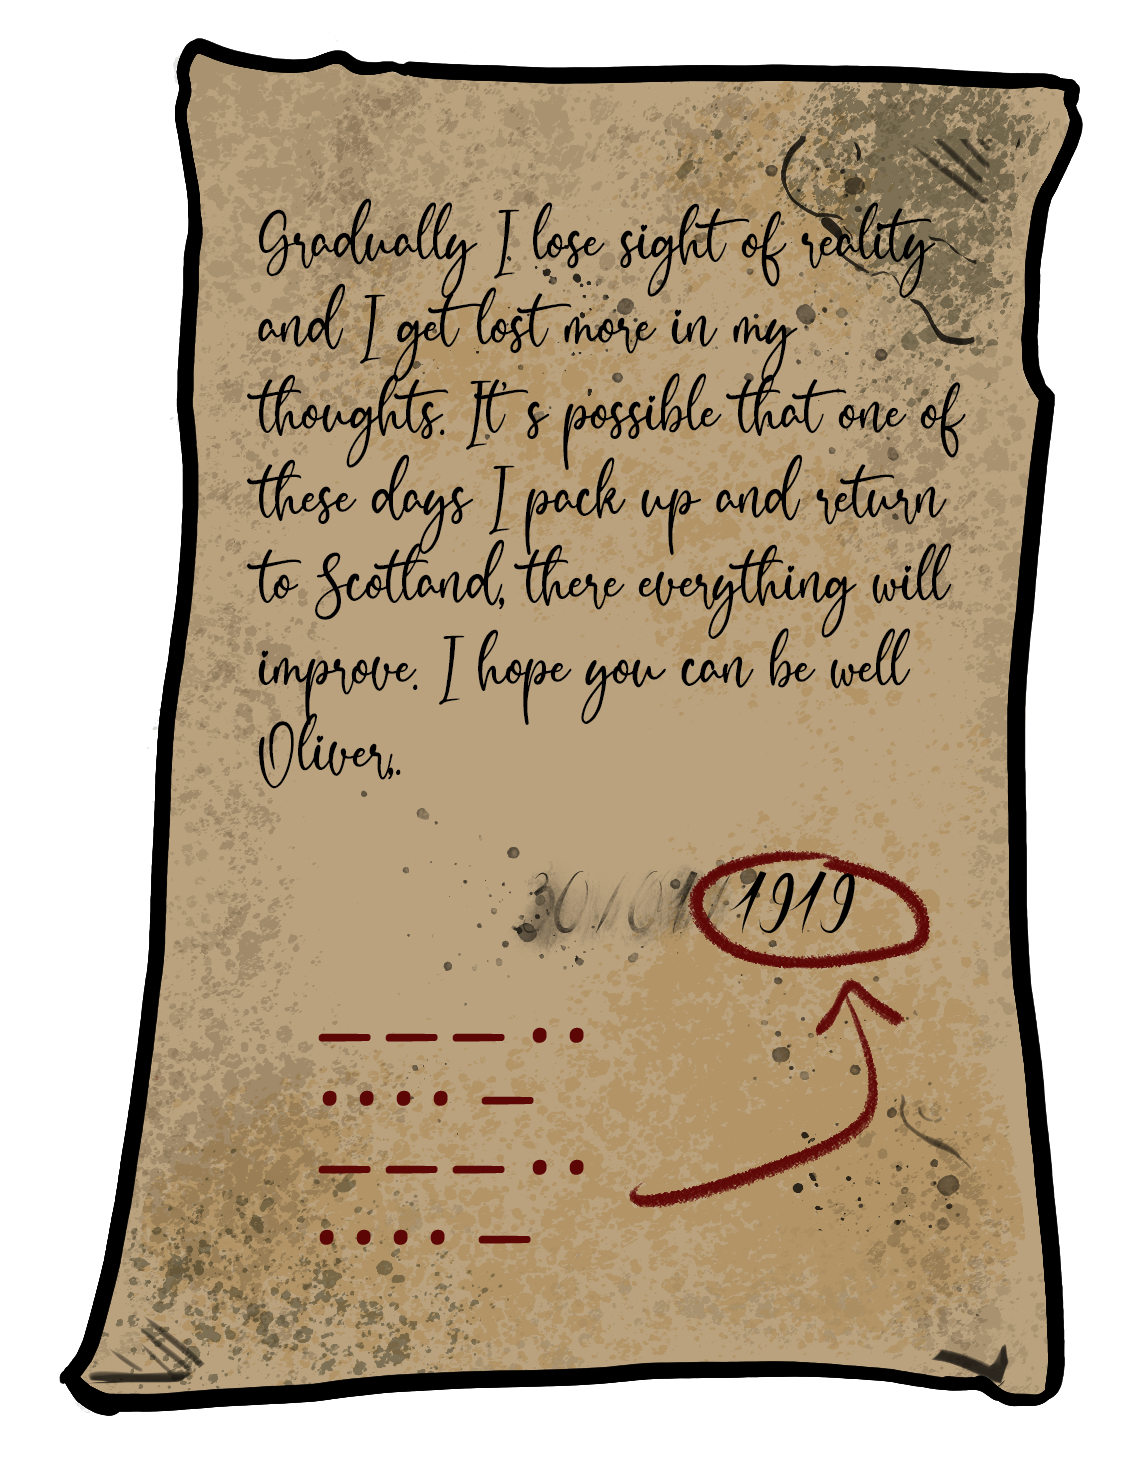 Gradually I lose sight of reality
and I get lost more in my
thoughts. It's possible that one of
these days I pack up and return
to Scotland, there everything will
improve. I hope you can be well
Oliver,.
30/01/1919
— — — • •
• • • • —
— — — • •
• • • • —